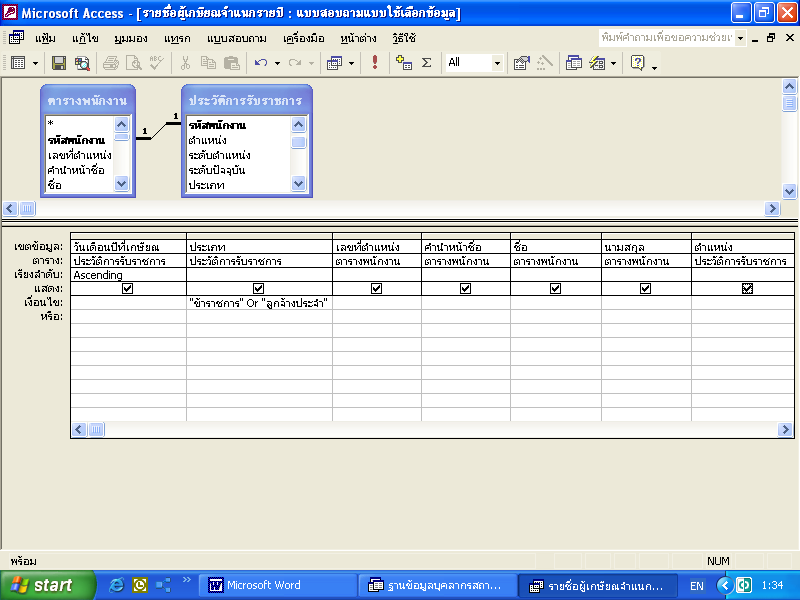 Microsoft Access - [รายชื่อผู้เกษียณจำแนกรายปี : แบบสอบถามแบบใช้เลือกข้อมูล]
แฟ้ม แก้ไข มุมมอง แทรก แบบสอบถาม เครื่องมือ หน้าต่าง วิธีใช้ พิมพ์คำถามเพื่อขอความช่วยเ
All
ตารางพนักงาน
*
รหัสพนักงาน
เลขที่ตำแหน่ง
คำนำหน้าชื่อ
ชื่อ
1 1
ประวัติการรับราชการ
รหัสพนักงาน
ตำแหน่ง
ระดับตำแหน่ง
ระดับปัจจุบัน
ประเภท
เขตข้อมูล: วันเดือนปีที่เกษียณ ประเภท เลขที่ตำแหน่ง คำนำหน้าชื่อ ชื่อ นามสกุล ตำแหน่ง
ตาราง: ประวัติการรับราชการ ประวัติการรับราชการ ตารางพนักงาน ตารางพนักงาน ตารางพนักงาน ตารางพนักงาน ประวัติการรับราชการ
เรียงลำดับ: Ascending
แสดง:
เงื่อนไข: "ข้าราชการ" Or "ลูกจ้างประจำ"
หรือ:
พร้อม NUM
start Microsoft Word ฐานข้อมูลบุคลากรสถา... รายชื่อผู้เกษียณจำแนก... EN 1:34